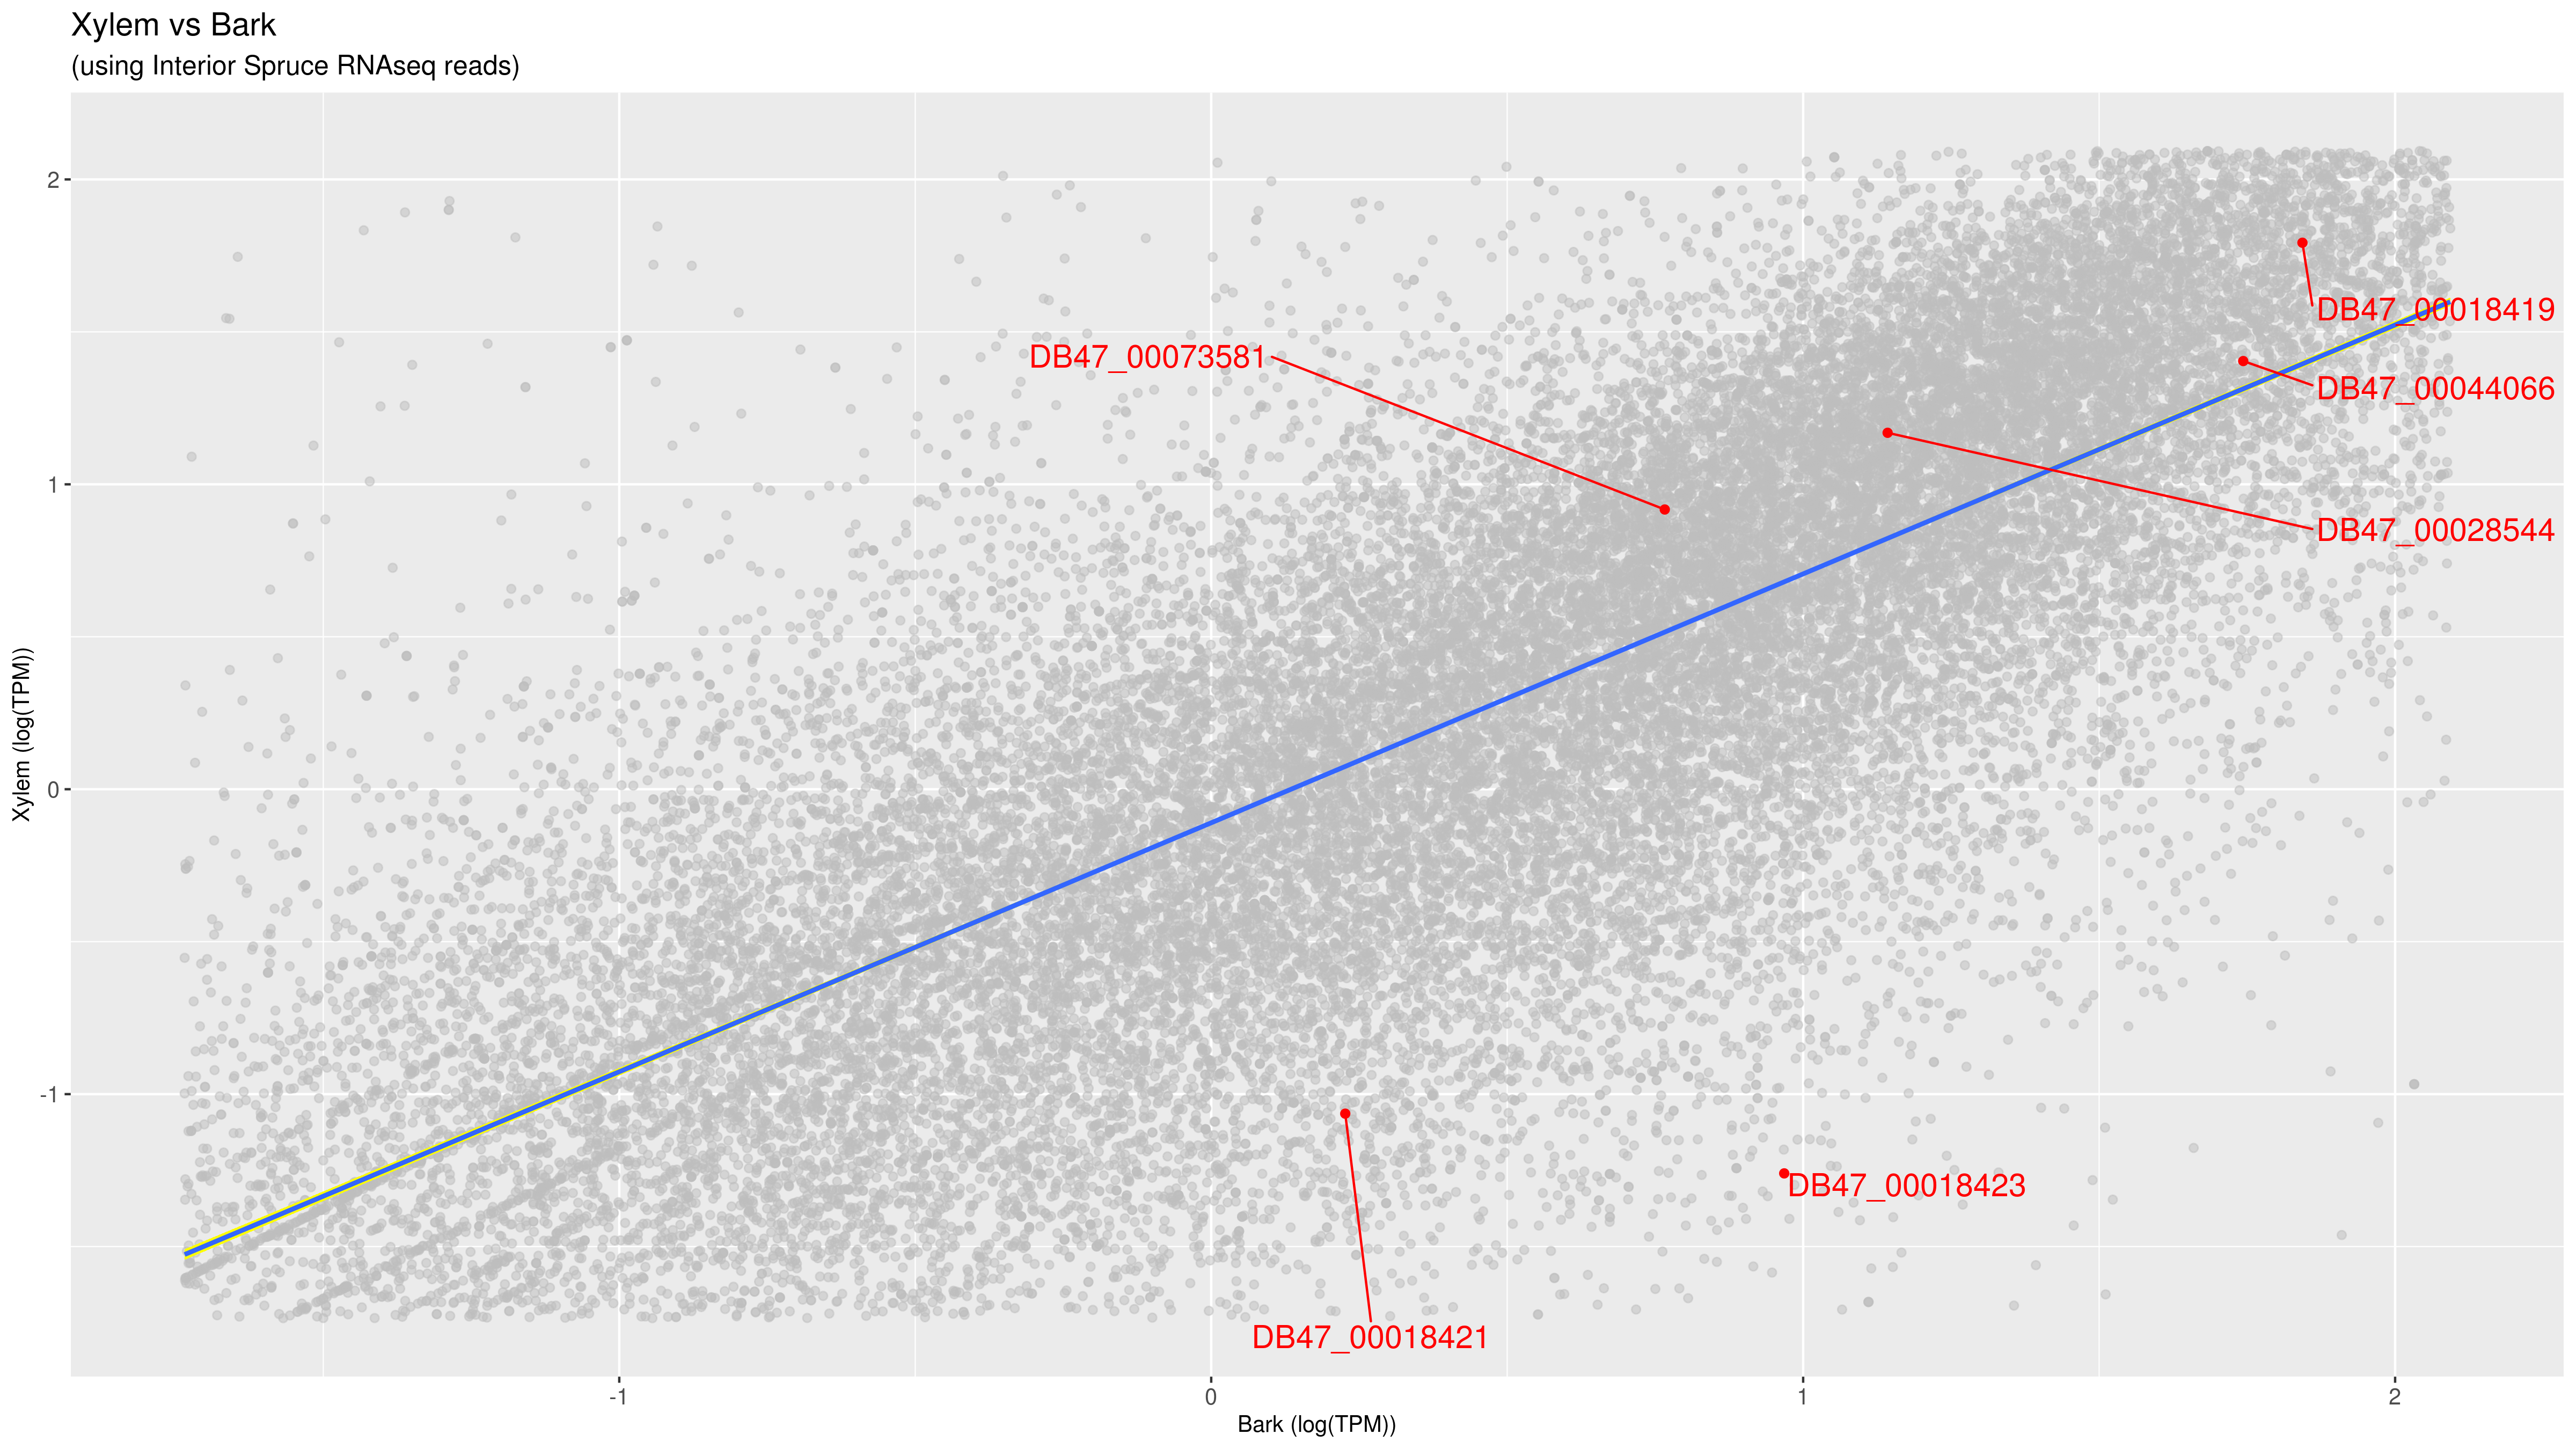 Xylem vs Bark
(using Interior Spruce RNAseq reads)
Xylem (log(TPM))
2
1
0
-1
DB47_00018419
DB47_00073581
DB47_00044066
DB47_00028544
DB47_00018423
DB47_00018421
-1
0
1
2
Bark (log(TPM))